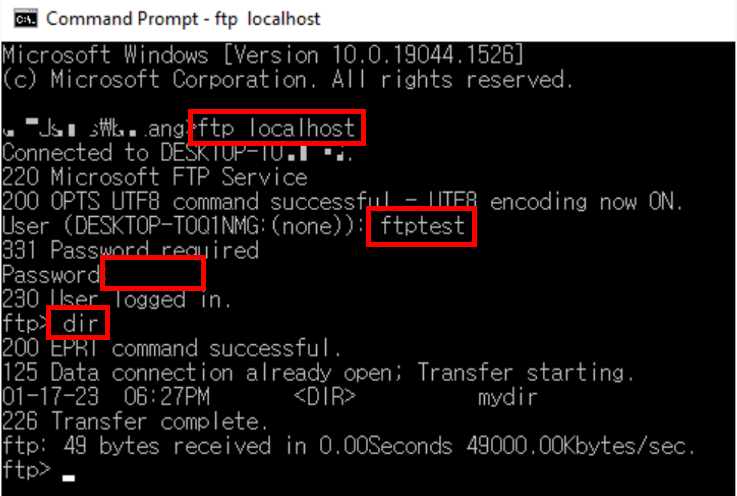 Command Prompt - ftp localhost
Microsoft Windows [Version 10.0.19044.1526]
(c) Microsoft Corporation. All rights reserved.
ftp localhost
Connected to
220 Microsoft FTP Service
200 OPTS UTF8 command successful - UTF8 encoding now ON.
User (DESKTOP-TOQ1NMG:(none)): ftptest
331 Password required
Password:
230 User logged in.
ftp> dir
200 EPRT command successful.
125 Data connection already open; Transfer starting.
01-17-23 06:27PM <DIR> mydir
226 Transfer complete.
ftp: 49 bytes received in 0.00Seconds 49000.00Kbytes/sec.
ftp> _